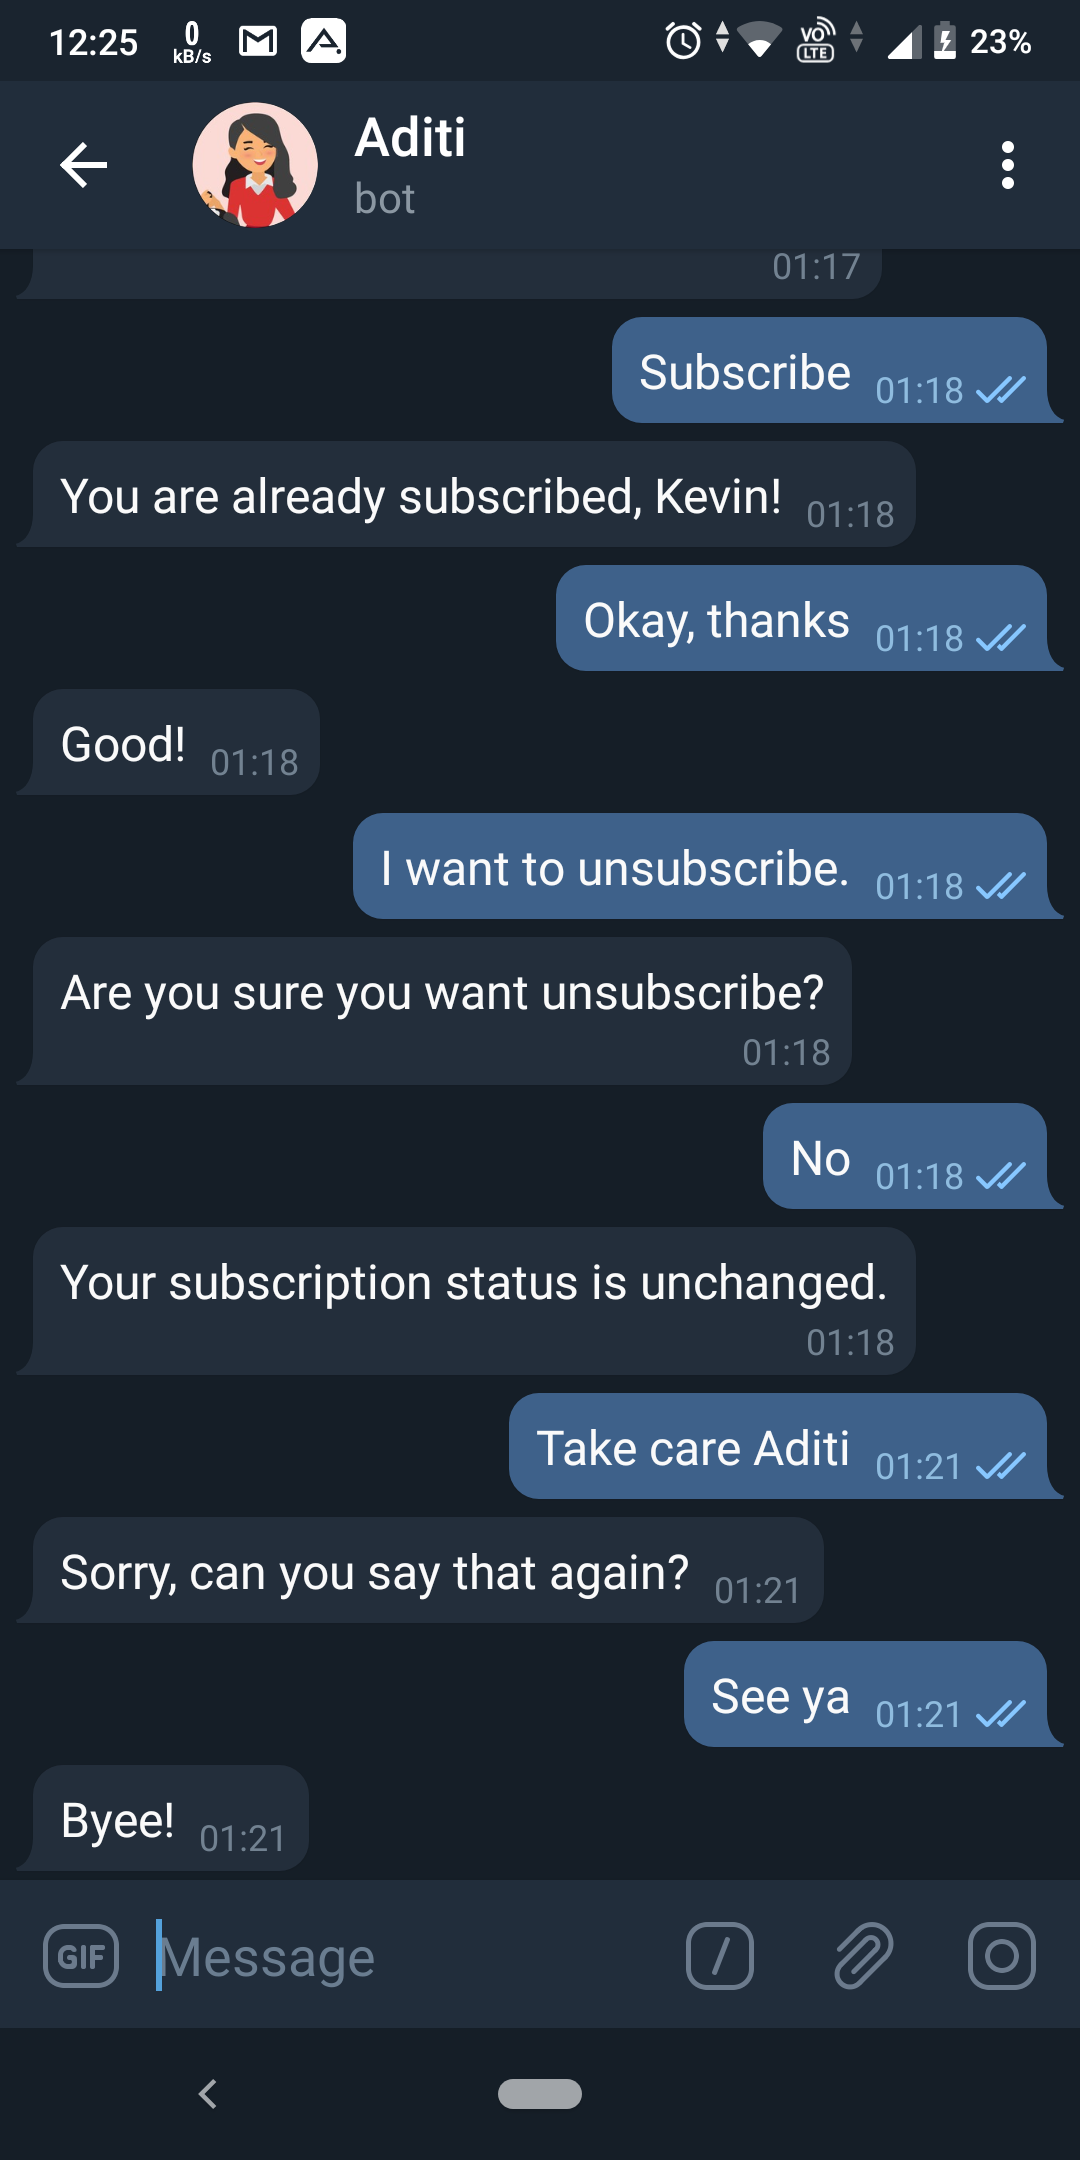 12:25
0
kB/s
VO
LTE
23%
Aditi
bot
01:17
Subscribe 01:18
You are already subscribed, Kevin! 01:18
Okay, thanks 01:18
Good! 01:18
I want to unsubscribe. 01:18
Are you sure you want unsubscribe?
01:18
No 01:18
Your subscription status is unchanged.
01:18
Take care Aditi 01:21
Sorry, can you say that again? 01:21
See ya 01:21
Byee! 01:21
GIF Message